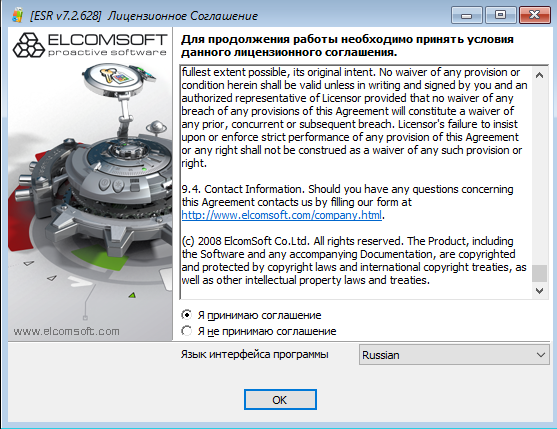 [ESR v7.2.628] Лицензионное Соглашение
ELCOMSOFT
proactive software
Для продолжения работы необходимо принять условия
данного лицензионного соглашения.
fullest extent possible, its original intent. No waiver of any provision or
condition herein shall be valid unless in writing and signed by you and an
authorized representative of Licensor provided that no waiver of any
breach of any provisions of this Agreement will constitute a waiver of
any prior, concurrent or subsequent breach. Licensor's failure to insist
upon or enforce strict performance of any provision of this Agreement
or any right shall not be construed as a waiver of any such provision or
right.
9.4. Contact Information. Should you have any questions concerning
this Agreement contacts us by filling our form at
http://www.elcomsoft.com/company.html.
(c) 2008 ElcomSoft Co.Ltd. All rights reserved. The Product, including
the Software and any accompanying Documentation, are copyrighted
and protected by copyright laws and international copyright treaties, as
well as other intellectual property laws and treaties.
Я принимаю соглашение
Я не принимаю соглашение
www.elcomsoft.com
Язык интерфейса программы
Russian
OK